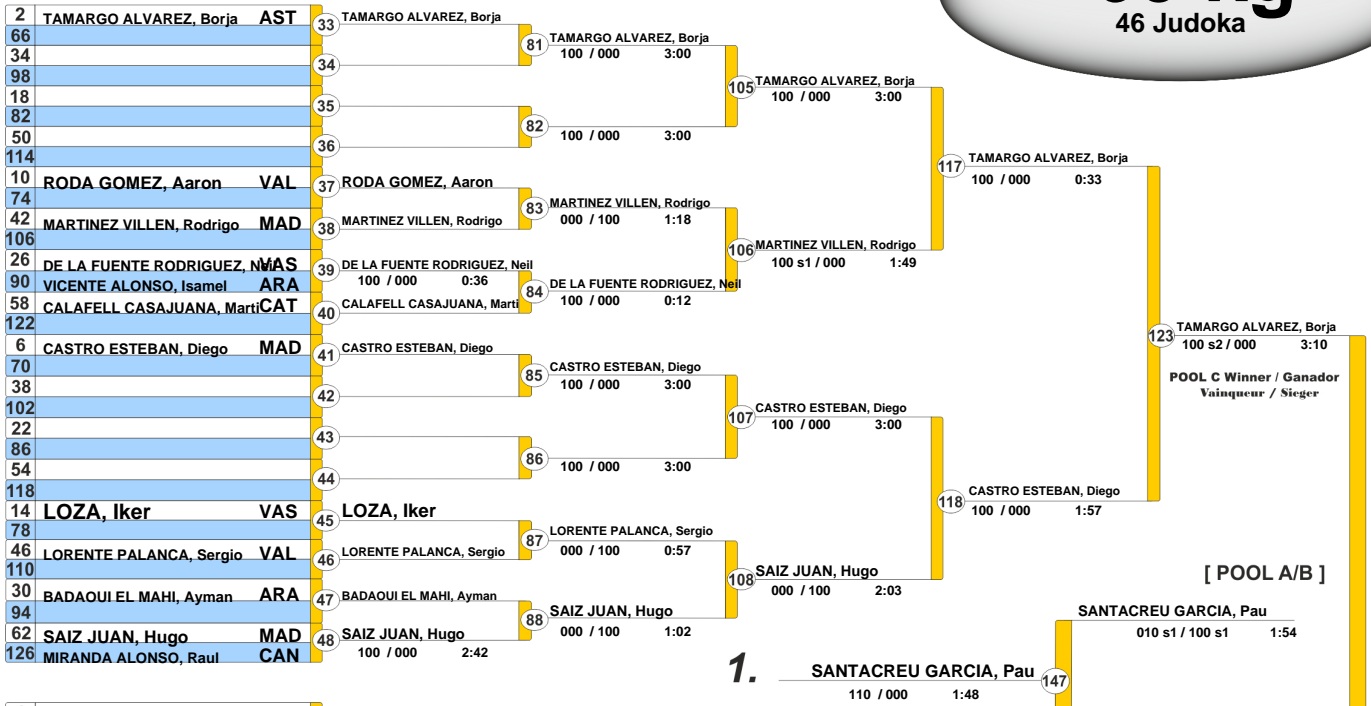 46 Judoka
2 TAMARGO ALVAREZ, Borja AST
66
34
98
18
82
50
114
10 RODA GOMEZ, Aaron VAL
74
42 MARTINEZ VILLEN, Rodrigo MAD
106
26 DE LA FUENTE RODRIGUEZ, Neil VAS
90 VICENTE ALONSO, Isamel ARA
58 CALAFELL CASAJUANA, Marti CAT
122
6 CASTRO ESTEBAN, Diego MAD
70
38
102
22
86
54
118
14 LOZA, Iker VAS
78
46 LORENTE PALANCA, Sergio VAL
110
30 BADAOUI EL MAHI, Ayman ARA
94
62 SAIZ JUAN, Hugo MAD
126 MIRANDA ALONSO, Raul CAN
33 TAMARGO ALVAREZ, Borja
34
35
36
37 RODA GOMEZ, Aaron
38 MARTINEZ VILLEN, Rodrigo
39 DE LA FUENTE RODRIGUEZ, Neil
100 / 000 0:36
40 CALAFELL CASAJUANA, Marti
41 CASTRO ESTEBAN, Diego
42
43
44
45 LOZA, Iker
46 LORENTE PALANCA, Sergio
47 BADAOUI EL MAHI, Ayman
48 SAIZ JUAN, Hugo
100 / 000 2:42
81 TAMARGO ALVAREZ, Borja
100 / 000 3:00
82
100 / 000 3:00
83 MARTINEZ VILLEN, Rodrigo
000 / 100 1:18
84 DE LA FUENTE RODRIGUEZ, Neil
100 / 000 0:12
85 CASTRO ESTEBAN, Diego
100 / 000 3:00
86
100 / 000 3:00
87 LORENTE PALANCA, Sergio
000 / 100 0:57
88 SAIZ JUAN, Hugo
000 / 100 1:02
105 TAMARGO ALVAREZ, Borja
100 / 000 3:00
106 MARTINEZ VILLEN, Rodrigo
100 s1 / 000 1:49
107 CASTRO ESTEBAN, Diego
100 / 000 3:00
108 SAIZ JUAN, Hugo
000 / 100 2:03
117 TAMARGO ALVAREZ, Borja
100 / 000 0:33
118 CASTRO ESTEBAN, Diego
100 / 000 1:57
123 TAMARGO ALVAREZ, Borja
100 s2 / 000 3:10
POOL C Winner / Ganador
Vainqueur / Sieger
[ POOL A/B ]
SANTACREU GARCIA, Pau
010 s1 / 100 s1 1:54
1. SANTACREU GARCIA, Pau 147
110 / 000 1:48